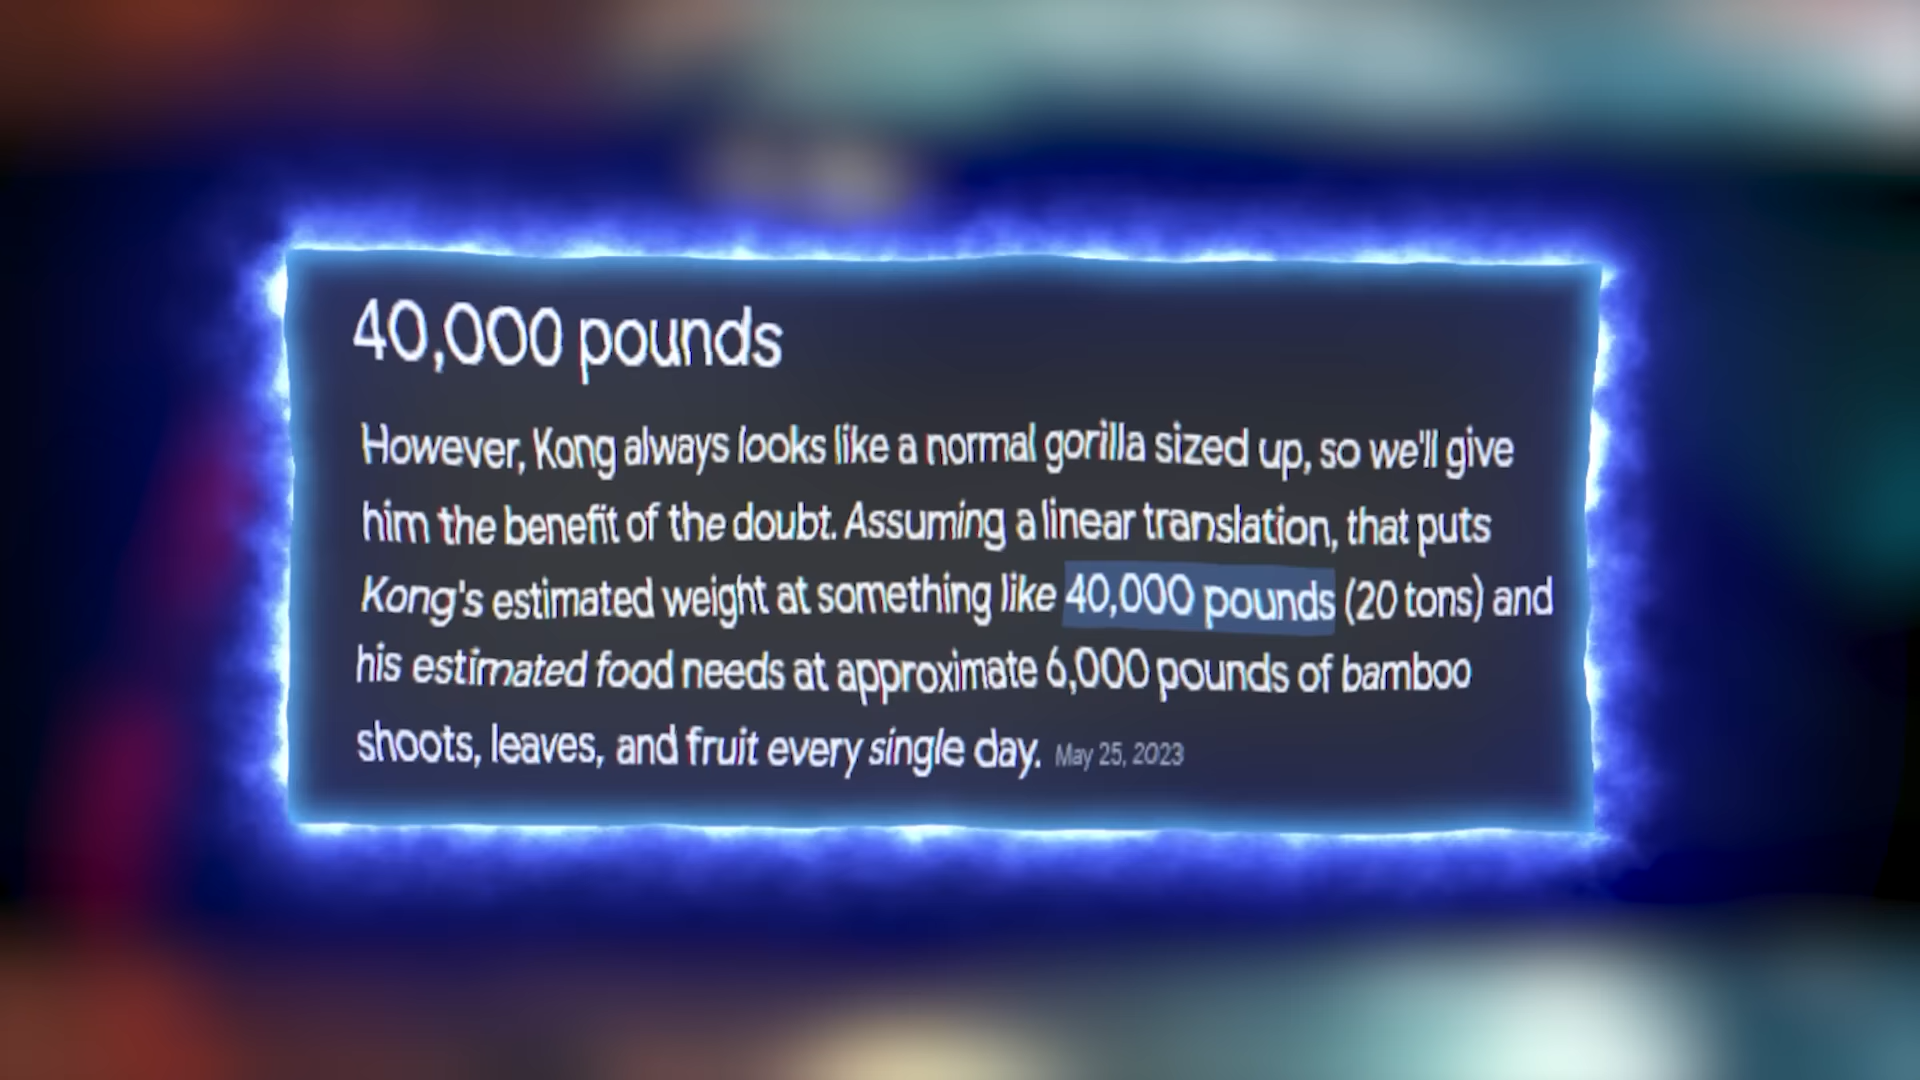 40,000 pounds
However, Kong always looks like a normal gorilla sized up, so we'll give
him the benefit of the doubt. Assuming a linear translation, that puts
Kong's estimated weight at something like 40,000 pounds (20 tons) and
his estimated food needs at approximate 6,000 pounds of bamboo
shoots, leaves, and fruit every single day. May 25, 2023